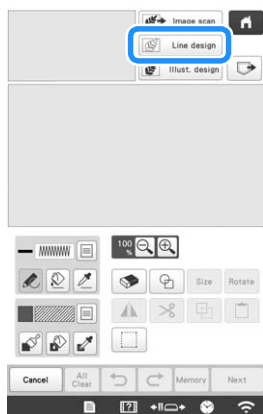 Image scan
Line design
Illust. design
100
%
Size
Rotate
Cancel
All
Clear
Memory
Next